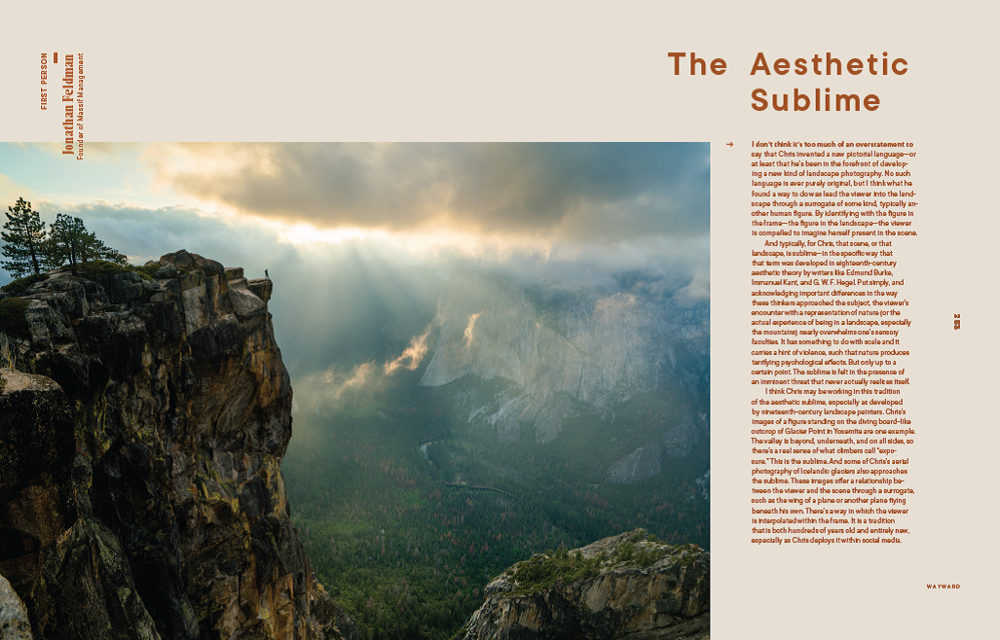 FIRST PERSON
Jonathan Feldman
Founder of Massif Management
The Aesthetic
Sublime
→ I don't think it's too much of an overstatement to
say that Chris invented a new pictorial language—or
at least that he's been in the forefront of develop-
ing a new kind of landscape photography. No such
language is ever purely original, but I think what he
found a way to do was lead the viewer into the land-
scape through a surrogate of some kind, typically an-
other human figure. By identifying with the figure in
the frame—the figure in the landscape—the viewer
is compelled to imagine herself present in the scene.
And typically, for Chris, that scene, or that
landscape, is sublime—in the specific way that
that term was developed in eighteenth-century
aesthetic theory by writers like Edmund Burke,
Immanuel Kant, and G. W. F. Hegel. Put simply, and
acknowledging important differences in the way
these thinkers approached the subject, the viewer's
encounter with a representation of nature (or the
actual experience of being in a landscape, especially
the mountains) nearly overwhelms one's sensory
faculties. It has something to do with scale and it
carries a hint of violence, such that nature produces
terrifying psychological effects. But only up to a
certain point. The sublime is felt in the presence of
an imminent threat that never actually realizes itself.
I think Chris may be working in this tradition
of the aesthetic sublime, especially as developed
by nineteenth-century landscape painters. Chris's
images of a figure standing on the diving board–like
outcrop of Glacier Point in Yosemite are one example.
The valley is beyond, underneath, and on all sides, so
there's a real sense of what climbers call "expo-
sure." This is the sublime. And some of Chris's aerial
photography of Icelandic glaciers also approaches
the sublime. These images offer a relationship be-
tween the viewer and the scene through a surrogate,
such as the wing of a plane or another plane flying
beneath his own. There's a way in which the viewer
is interpolated within the frame. It is a tradition
that is both hundreds of years old and entirely new,
especially as Chris deploys it within social media.
WAYWARD